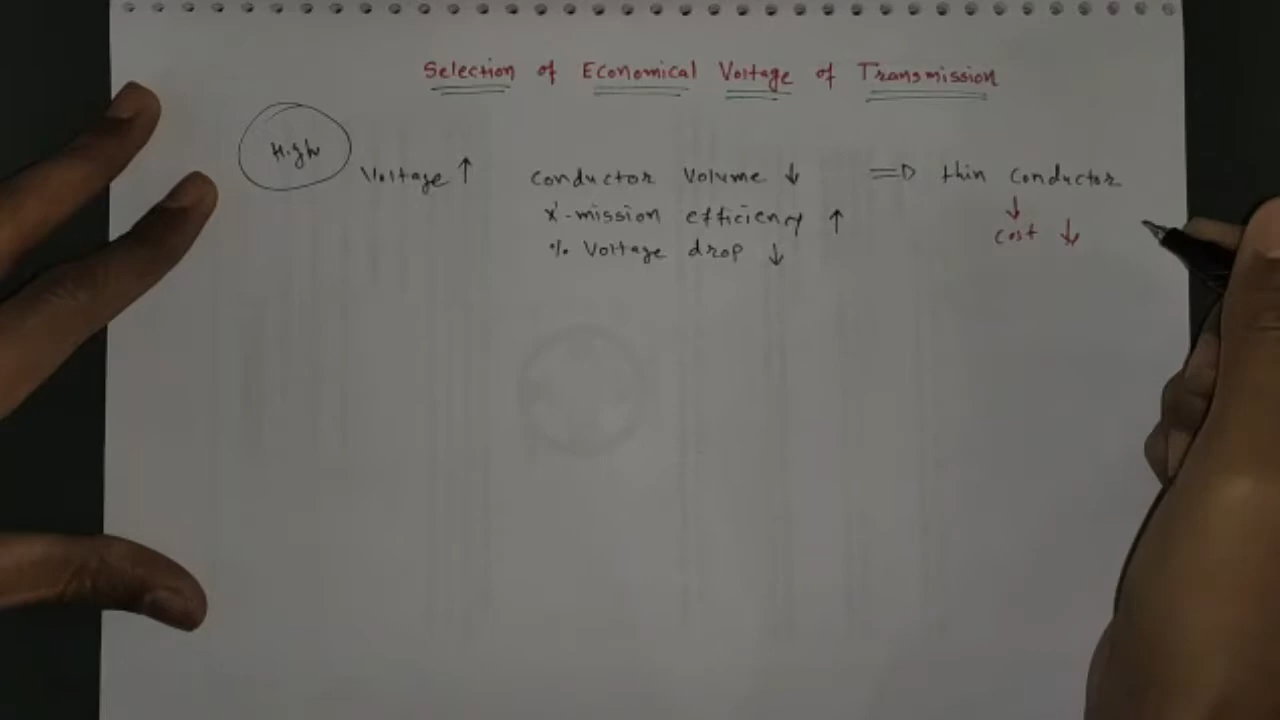 Selection of Economical Voltage of Transmission
High
Voltage ↑ Conductor Volume ↓ ⇒ thin Conductor
x'-mission efficiency ↑ ↓
% Voltage drop ↓ cost ↓